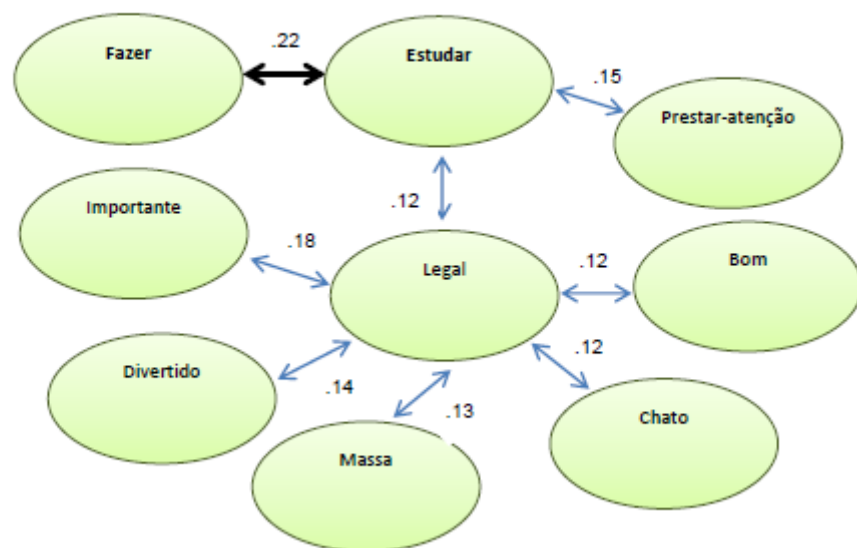 Fazer
.22
Estudar
.15
Prestar-atenção
Importante
.12
.18
Legal
.12
Bom
Divertido
.14
.13
.12
Massa
Chato